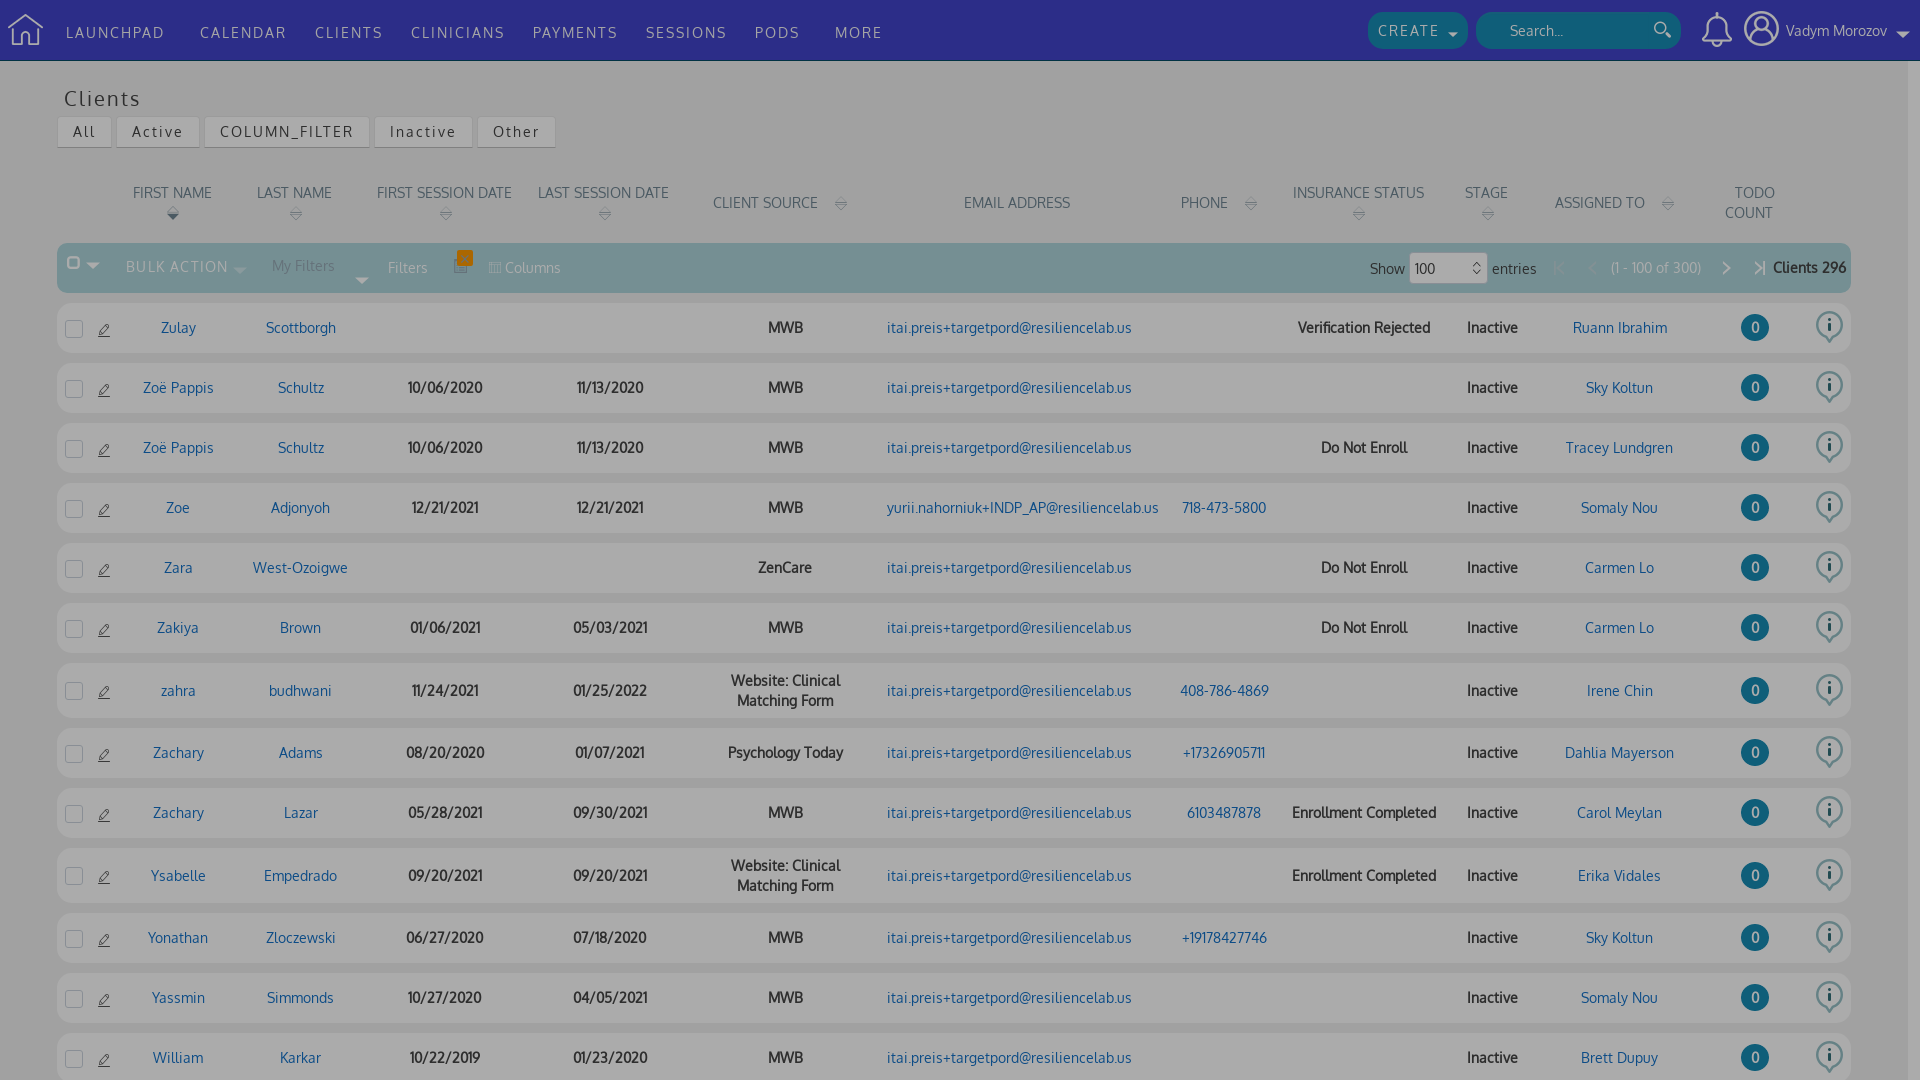 LAUNCHPAD CALENDAR CLIENTS CLINICIANS PAYMENTS SESSIONS PODS MORE CREATE Search... Vadym Morozov
Clients
All Active COLUMN_FILTER Inactive Other
FIRST NAME LAST NAME FIRST SESSION DATE LAST SESSION DATE CLIENT SOURCE EMAIL ADDRESS PHONE INSURANCE STATUS STAGE ASSIGNED TO TODO COUNT
BULK ACTION My Filters Filters Columns Show 100 entries (1 - 100 of 300) Clients 296
Zulay Scottborgh MWB itai.preis+targetpord@resiliencelab.us Verification Rejected Inactive Ruann Ibrahim 0
Zoë Pappis Schultz 10/06/2020 11/13/2020 MWB itai.preis+targetpord@resiliencelab.us Inactive Sky Koltun 0
Zoë Pappis Schultz 10/06/2020 11/13/2020 MWB itai.preis+targetpord@resiliencelab.us Do Not Enroll Inactive Tracey Lundgren 0
Zoe Adjonyoh 12/21/2021 12/21/2021 MWB yurii.nahorniuk+INDP_AP@resiliencelab.us 718-473-5800 Inactive Somaly Nou 0
Zara West-Ozoigwe ZenCare itai.preis+targetpord@resiliencelab.us Do Not Enroll Inactive Carmen Lo 0
Zakiya Brown 01/06/2021 05/03/2021 MWB itai.preis+targetpord@resiliencelab.us Do Not Enroll Inactive Carmen Lo 0
zahra budhwani 11/24/2021 01/25/2022 Website: Clinical Matching Form itai.preis+targetpord@resiliencelab.us 408-786-4869 Inactive Irene Chin 0
Zachary Adams 08/20/2020 01/07/2021 Psychology Today itai.preis+targetpord@resiliencelab.us +17326905711 Inactive Dahlia Mayerson 0
Zachary Lazar 05/28/2021 09/30/2021 MWB itai.preis+targetpord@resiliencelab.us 6103487878 Enrollment Completed Inactive Carol Meylan 0
Ysabelle Empedrado 09/20/2021 09/20/2021 Website: Clinical Matching Form itai.preis+targetpord@resiliencelab.us Enrollment Completed Inactive Erika Vidales 0
Yonathan Zloczewski 06/27/2020 07/18/2020 MWB itai.preis+targetpord@resiliencelab.us +19178427746 Inactive Sky Koltun 0
Yassmin Simmonds 10/27/2020 04/05/2021 MWB itai.preis+targetpord@resiliencelab.us Inactive Somaly Nou 0
William Karkar 10/22/2019 01/23/2020 MWB itai.preis+targetpord@resiliencelab.us Inactive Brett Dupuy 0